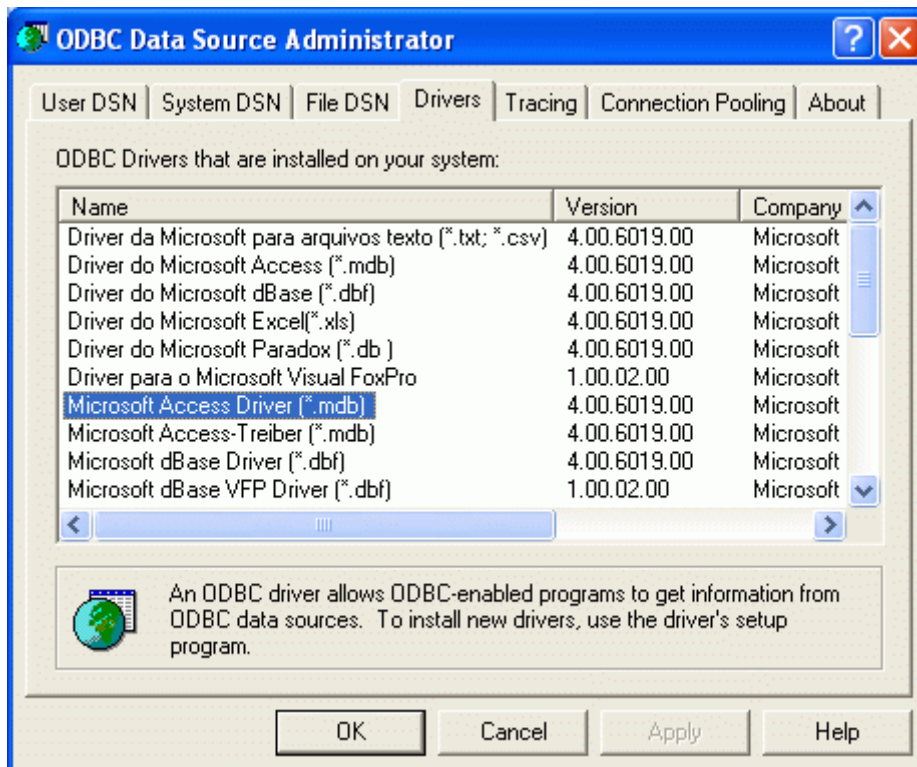 ODBC Data Source Administrator
User DSN System DSN File DSN Drivers Tracing Connection Pooling About
ODBC Drivers that are installed on your system:
Name Version Company
Driver da Microsoft para arquivos texto (*.txt; *.csv) 4.00.6019.00 Microsoft
Driver do Microsoft Access (*.mdb) 4.00.6019.00 Microsoft
Driver do Microsoft dBase (*.dbf) 4.00.6019.00 Microsoft
Driver do Microsoft Excel(*.xls) 4.00.6019.00 Microsoft
Driver do Microsoft Paradox (*.db ) 4.00.6019.00 Microsoft
Driver para o Microsoft Visual FoxPro 1.00.02.00 Microsoft
Microsoft Access Driver (*.mdb) 4.00.6019.00 Microsoft
Microsoft Access-Treiber (*.mdb) 4.00.6019.00 Microsoft
Microsoft dBase Driver (*.dbf) 4.00.6019.00 Microsoft
Microsoft dBase VFP Driver (*.dbf) 1.00.02.00 Microsoft
An ODBC driver allows ODBC-enabled programs to get information from
ODBC data sources. To install new drivers, use the driver's setup
program.
OK Cancel Apply Help